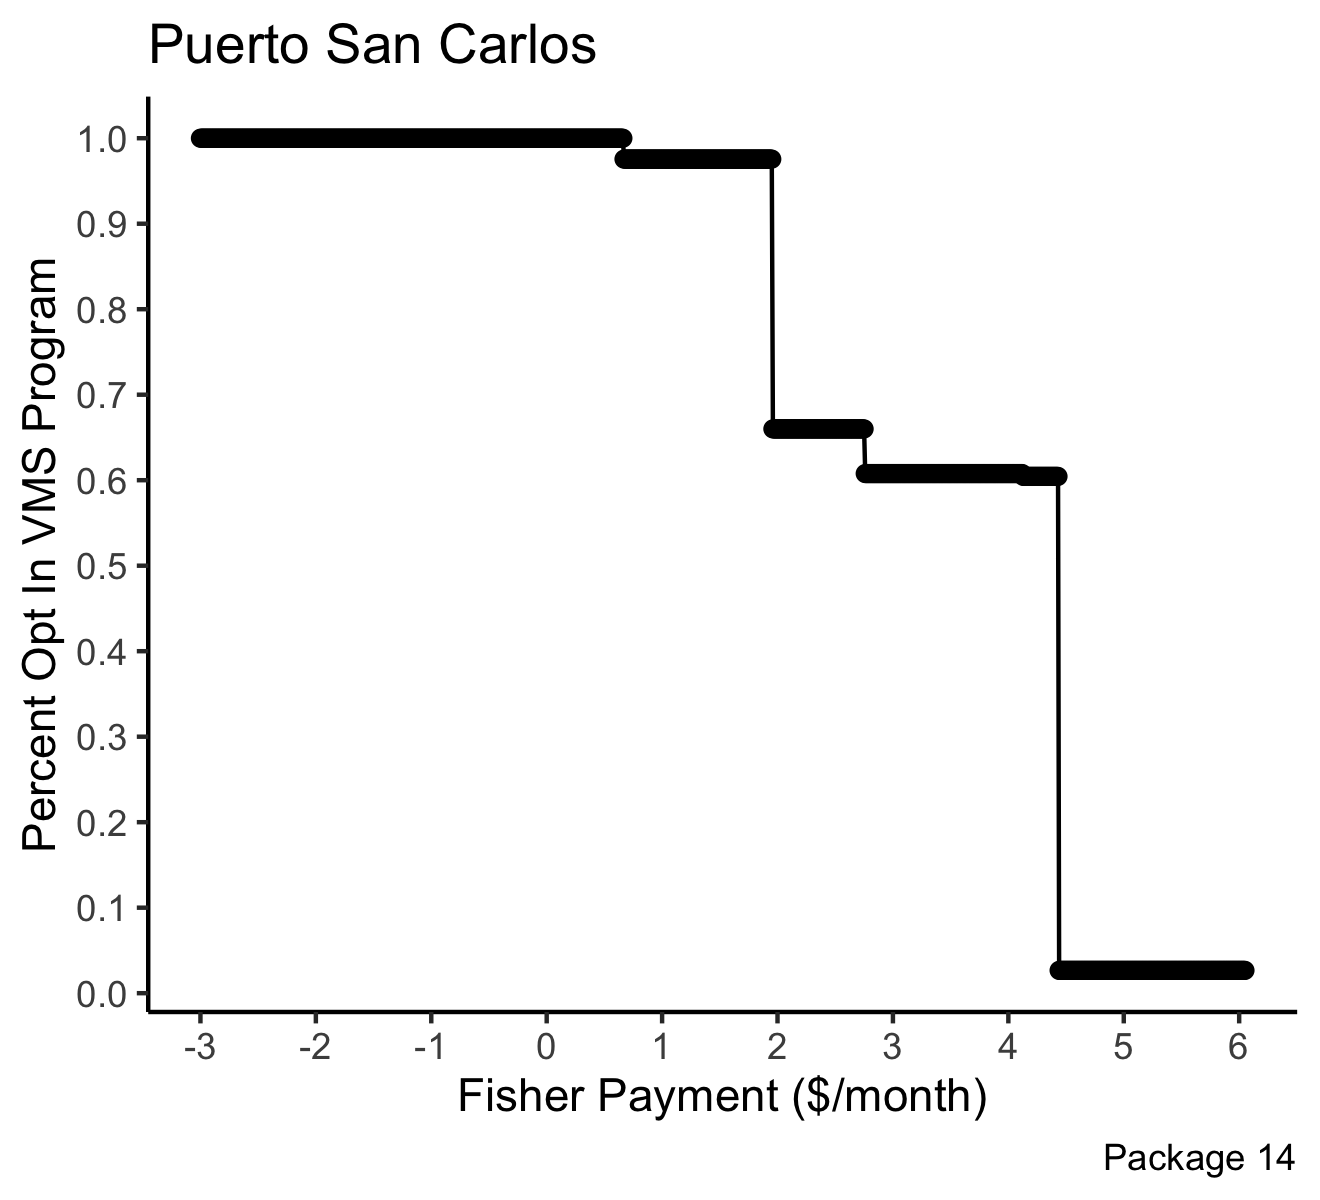 Puerto San Carlos
Percent Opt In VMS Program
1.0
0.9
0.8
0.7
0.6
0.5
0.4
0.3
0.2
0.1
0.0
-3 -2 -1 0 1 2 3 4 5 6
Fisher Payment ($/month)
Package 14